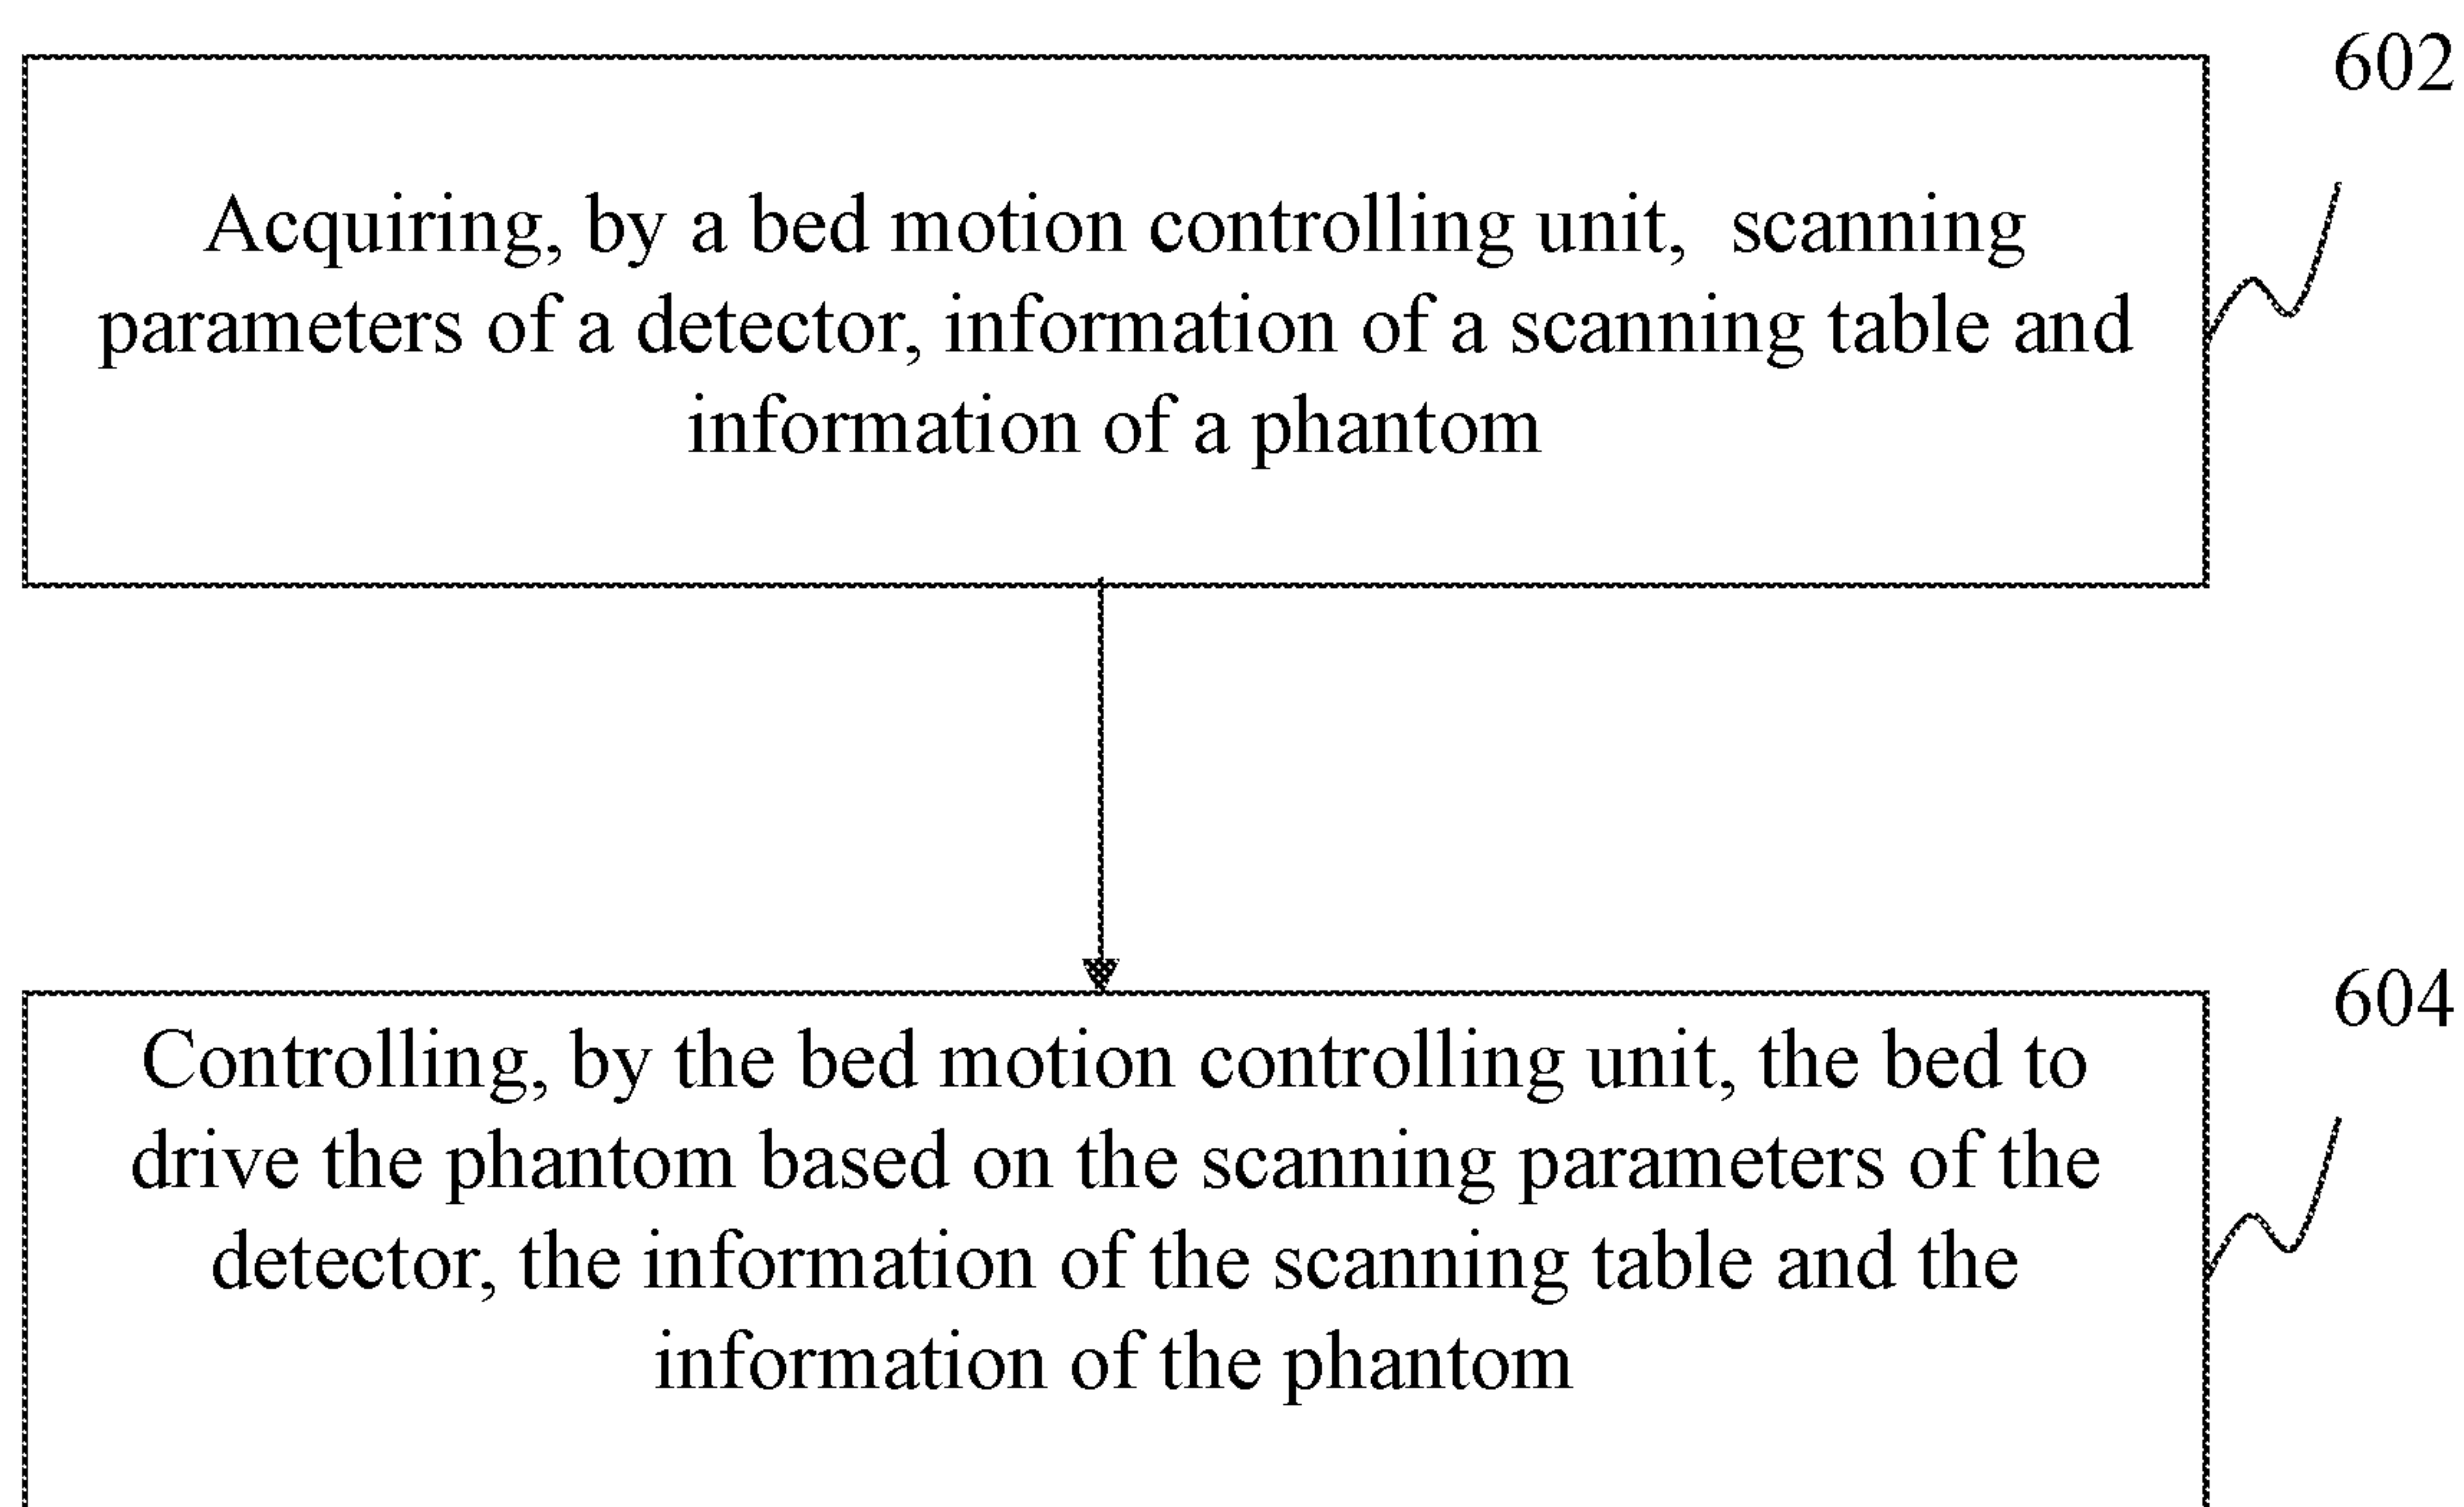 602
Acquiring, by a bed motion controlling unit, scanning
parameters of a detector, information of a scanning table and
information of a phantom
604
Controlling, by the bed motion controlling unit, the bed to
drive the phantom based on the scanning parameters of the
detector, the information of the scanning table and the
information of the phantom